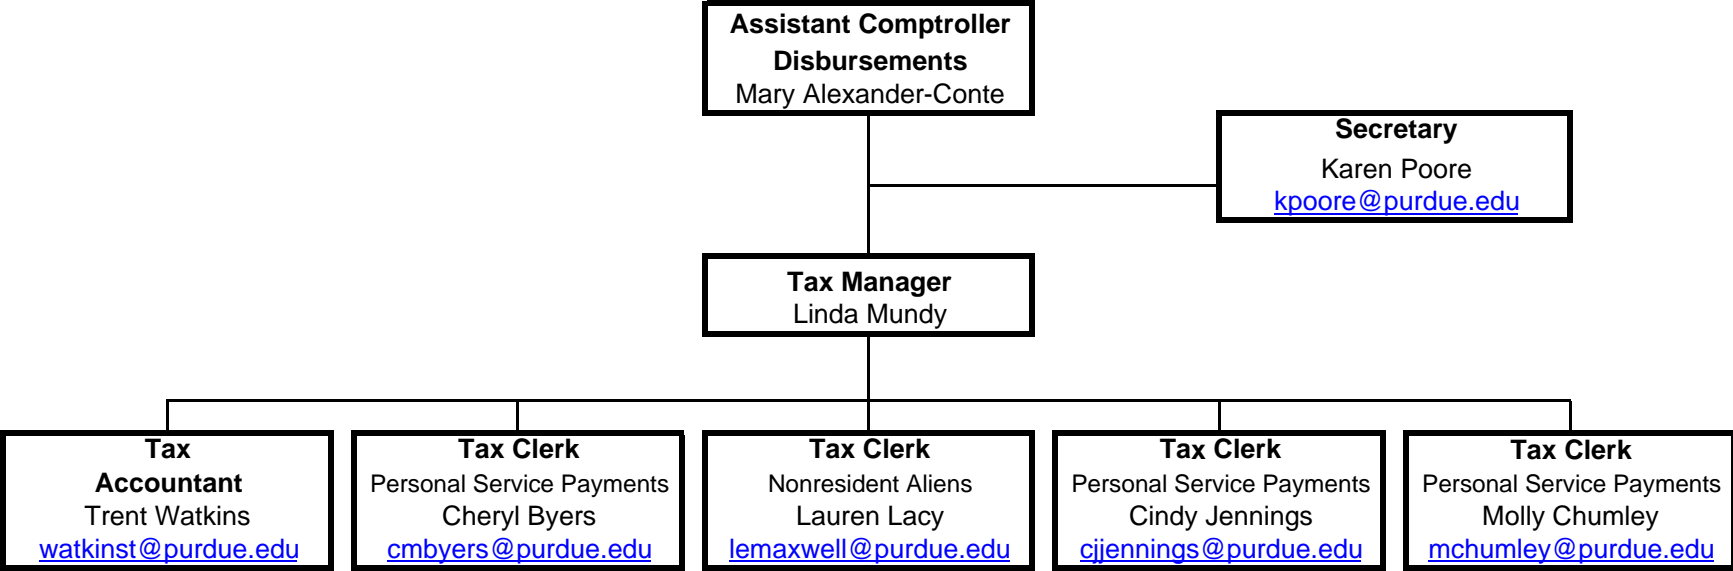 Assistant Comptroller
Disbursements
Mary Alexander-Conte
Secretary
Karen Poore
kpoore@purdue.edu
Tax Manager
Linda Mundy
Tax
Accountant
Trent Watkins
watkinst@purdue.edu
Tax Clerk
Personal Service Payments
Cheryl Byers
cmbyers@purdue.edu
Tax Clerk
Nonresident Aliens
Lauren Lacy
lemaxwell@purdue.edu
Tax Clerk
Personal Service Payments
Cindy Jennings
cjjennings@purdue.edu
Tax Clerk
Personal Service Payments
Molly Chumley
mchumley@purdue.edu